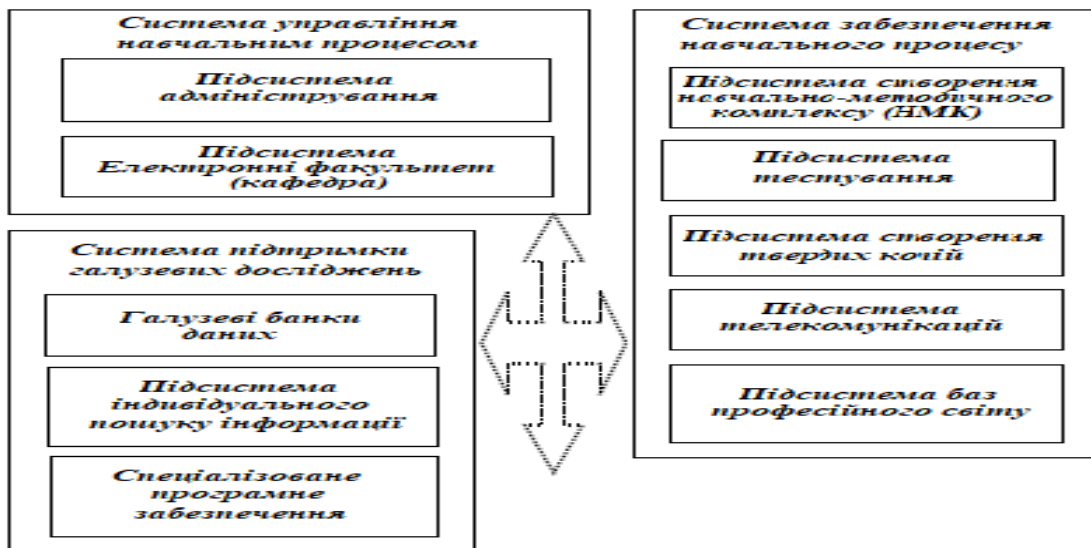 Система управління
навчальним процесом
Підсистема
адміністрування
Підсистема
Електронні факультет
(кафедра)
Система підтримки
галузевих досліджень
Галузеві банки
даних
Підсистема
індивідуального
пошуку інформації
Спеціалізоване
програмне
забезпечення
Система забезпечення
навчального процесу
Підсистема створення
навчально-методичного
комплексу (НМК)
Підсистема
тестування
Підсистема створення
твердих кочій
Підсистема
телекомунікацій
Підсистема баз
професійного світу